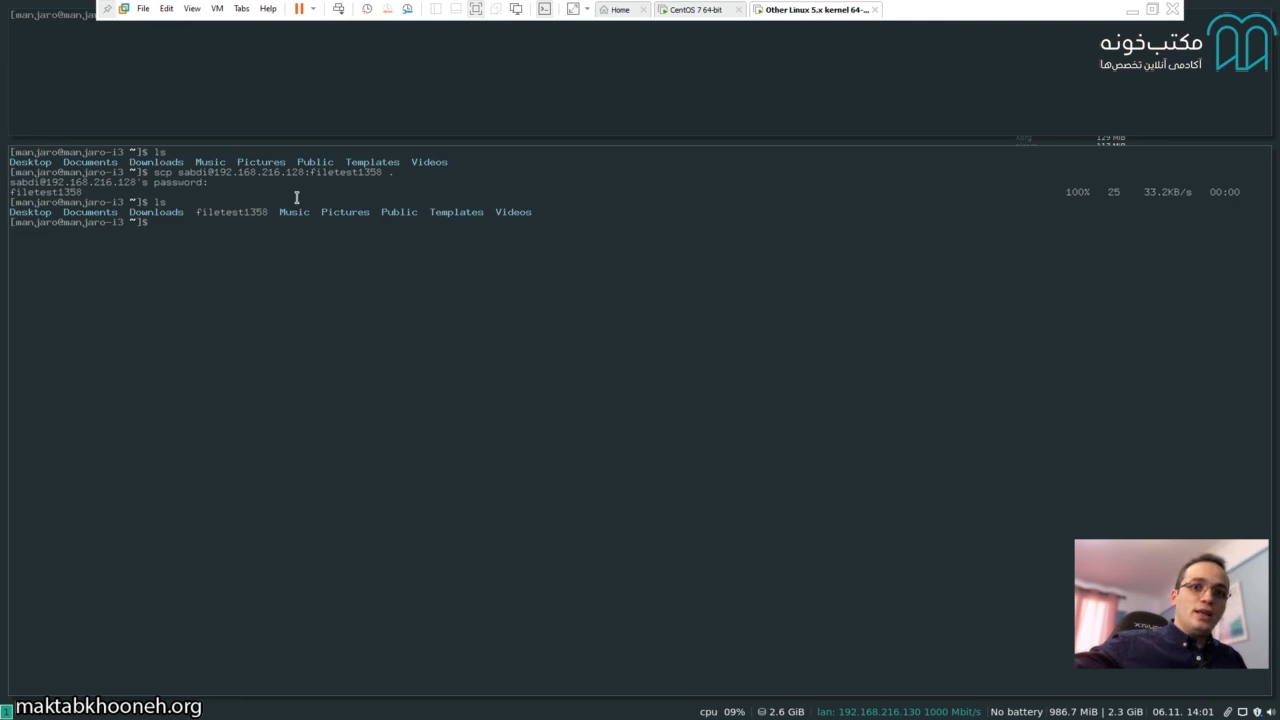 [manjaro@manja
File Edit View VM Tabs Help
Home
CentOS 7 64-bit
Other Linux 5.x kernel 64-...
مکتب‌خونه
آکادمی آنلاین تخصص‌ها
129 MiB
[manjaro@manjaro-i3 ~]$ ls
Desktop Documents Downloads Music Pictures Public Templates Videos
[manjaro@manjaro-i3 ~]$ scp sabdi@192.168.216.128:filetest1358 .
sabdi@192.168.216.128's password:
filetest1358 100% 25 33.2KB/s 00:00
[manjaro@manjaro-i3 ~]$ ls
Desktop Documents Downloads filetest1358 Music Pictures Public Templates Videos
[manjaro@manjaro-i3 ~]$
1
maktabkhooneh.org
cpu 09% 2.6 GiB lan: 192.168.216.130 1000 Mbit/s No battery 986.7 MiB | 2.3 GiB 06.11. 14:01